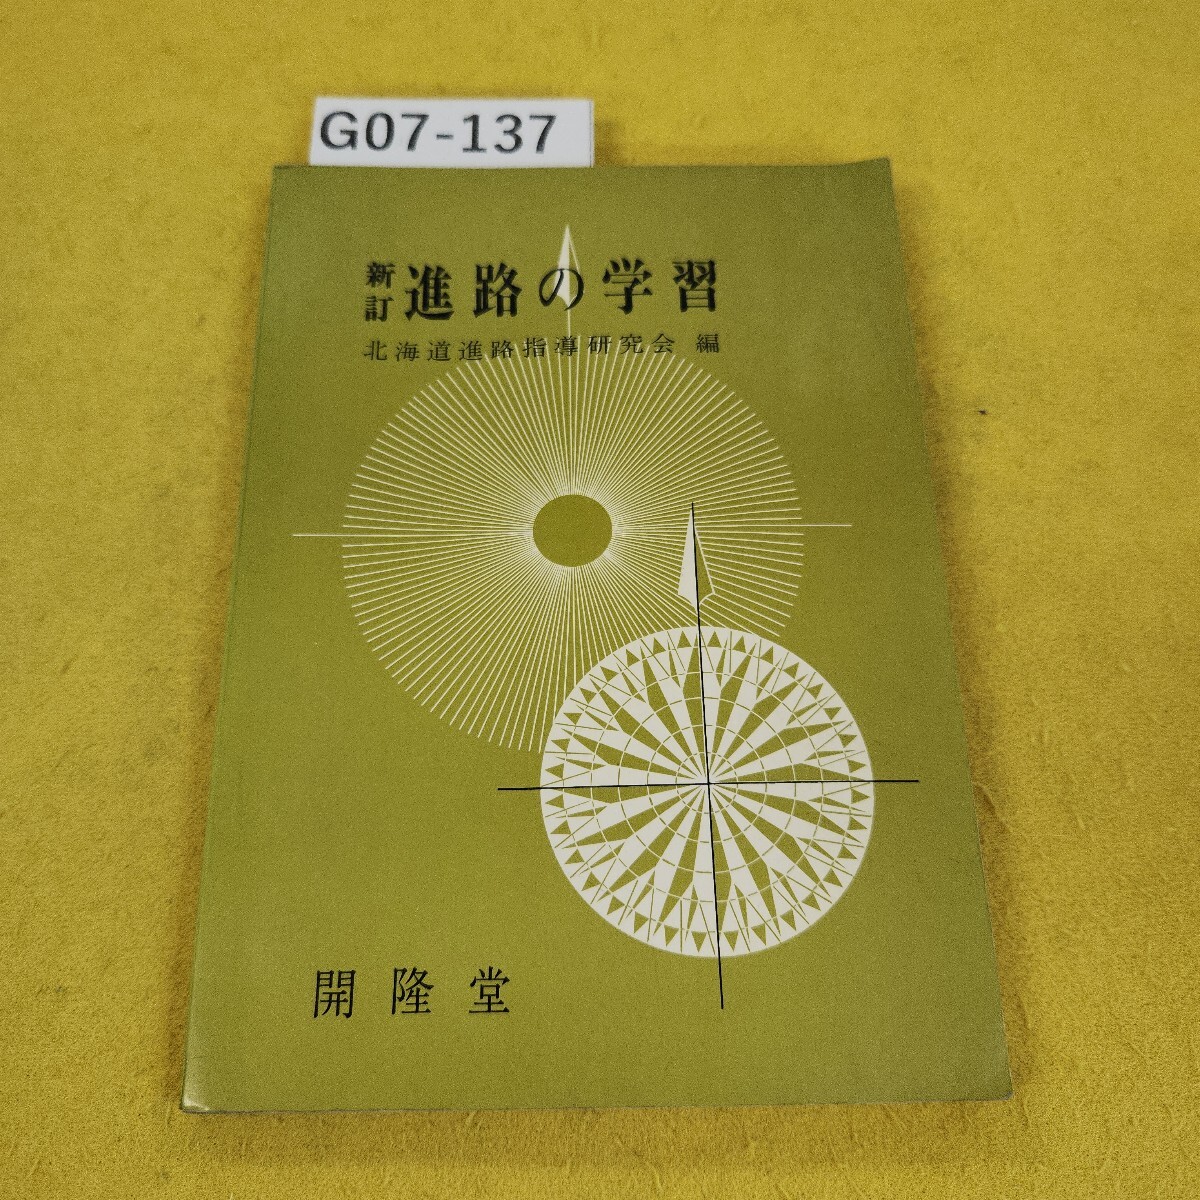 G07-137
新訂 進路の学習
北海道進路指導研究会 編
開隆堂